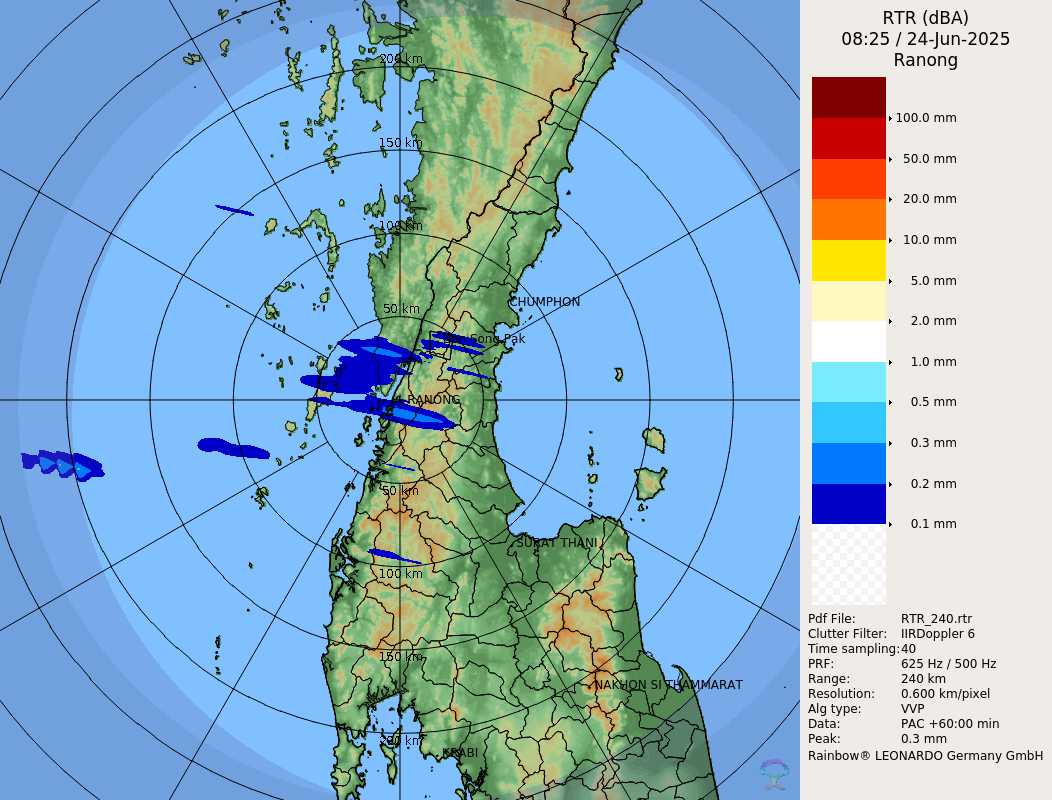 RTR (dBA)
08:25 / 24-Jun-2025
Ranong
200 km
150 km
100 km
50 km
CHUMPHON
Song Pak
RANONG
50 km
SURAT THANI
100 km
150 km
NAKHON SI THAMMARAT
200 km
KRABI
100.0 mm
50.0 mm
20.0 mm
10.0 mm
5.0 mm
2.0 mm
1.0 mm
0.5 mm
0.3 mm
0.2 mm
0.1 mm
Pdf File: RTR_240.rtr
Clutter Filter: IIRDoppler 6
Time sampling:40
PRF: 625 Hz / 500 Hz
Range: 240 km
Resolution: 0.600 km/pixel
Alg type: VVP
Data: PAC +60:00 min
Peak: 0.3 mm
Rainbow® LEONARDO Germany GmbH